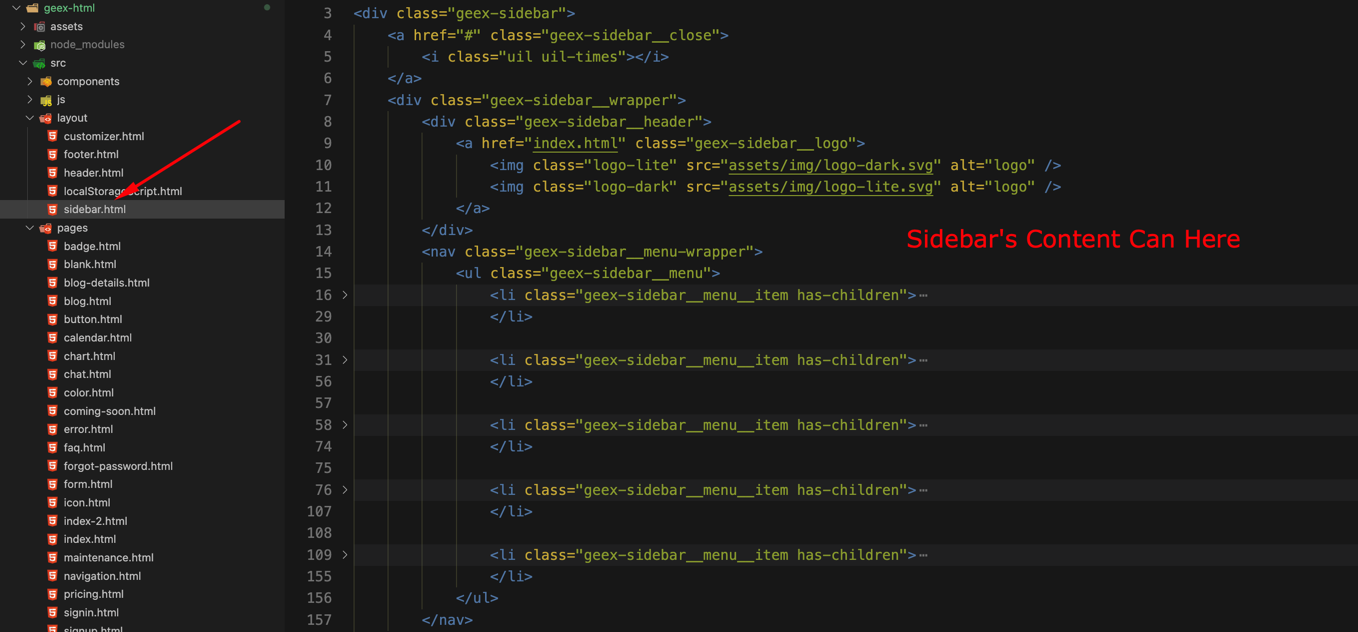 geex-html
assets
node_modules
src
components
js
layout
customizer.html
footer.html
header.html
localStorageScript.html
sidebar.html
pages
badge.html
blank.html
blog-details.html
blog.html
button.html
calendar.html
chart.html
chat.html
color.html
coming-soon.html
error.html
faq.html
forgot-password.html
form.html
icon.html
index-2.html
index.html
maintenance.html
navigation.html
pricing.html
signin.html
signup.html
3 <div class="geex-sidebar">
4 <a href="#" class="geex-sidebar__close">
5 <i class="uil uil-times"></i>
6 </a>
7 <div class="geex-sidebar__wrapper">
8 <div class="geex-sidebar__header">
9 <a href="index.html" class="geex-sidebar__logo">
10 <img class="logo-lite" src="assets/img/logo-dark.svg" alt="logo" />
11 <img class="logo-dark" src="assets/img/logo-lite.svg" alt="logo" />
12 </a>
13 </div>
14 <nav class="geex-sidebar__menu-wrapper">
15 <ul class="geex-sidebar__menu">
16 <li class="geex-sidebar__menu__item has-children">⋯
29 </li>
30
31 <li class="geex-sidebar__menu__item has-children">⋯
56 </li>
57
58 <li class="geex-sidebar__menu__item has-children">⋯
74 </li>
75
76 <li class="geex-sidebar__menu__item has-children">⋯
107 </li>
108
109 <li class="geex-sidebar__menu__item has-children">⋯
155 </li>
156 </ul>
157 </nav>
Sidebar's Content Can Here